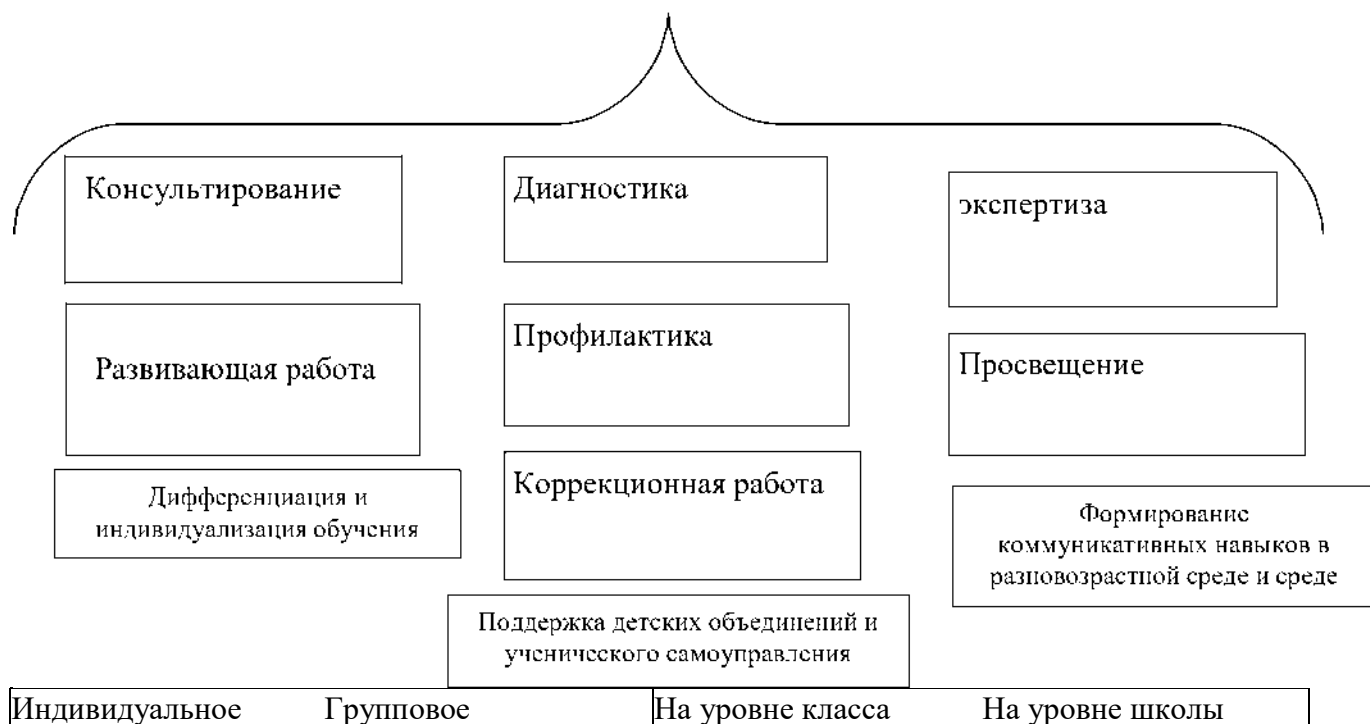 Консультирование
Диагностика
экспертиза
Развивающая работа
Профилактика
Просвещение
Дифференциация и
индивидуализация обучения
Коррекционная работа
Формирование
коммуникативных навыков в
разновозрастной среде и среде
Поддержка детских объединений и
ученического самоуправления
Индивидуальное Групповое На уровне класса На уровне школы